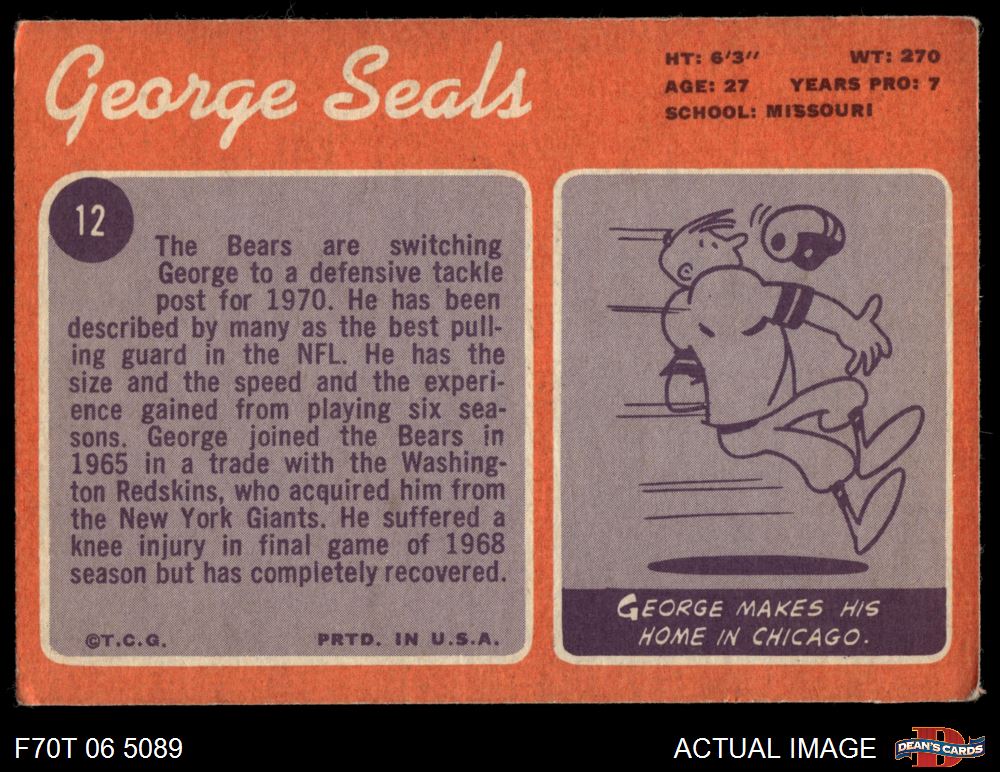 George Seals
HT: 6'3"
WT: 270
AGE: 27
YEARS PRO: 7
SCHOOL: MISSOURI
12
The Bears are switching
George to a defensive tackle
post for 1970. He has been
described by many as the best pull-
ing guard in the NFL. He has the
size and the speed and the experi-
ence gained from playing six sea-
sons. George joined the Bears in
1965 in a trade with the Washing-
ton Redskins, who acquired him from
the New York Giants. He suffered a
knee injury in final game of 1968
season but has completely recovered.
©T.C.G.
PRTD. IN U.S.A.
GEORGE MAKES HIS
HOME IN CHICAGO.
F70T 06 5089
ACTUAL IMAGE
D
DEAN'S CARDS